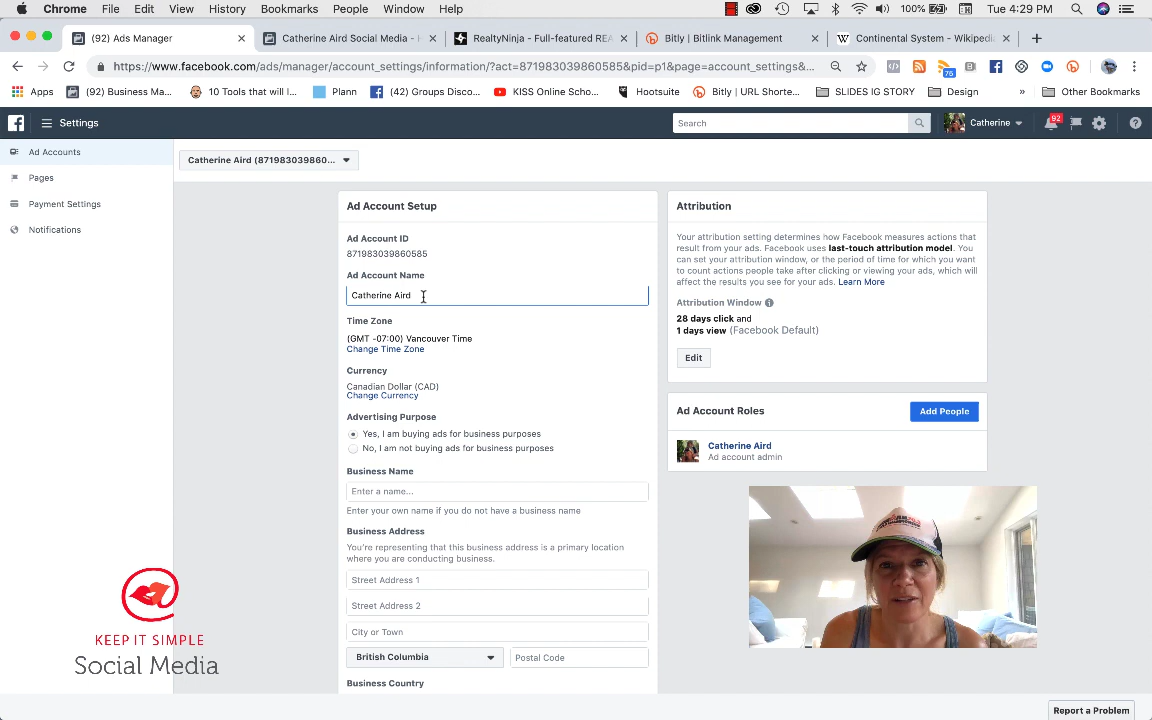 Chrome File Edit View History Bookmarks People Window Help 100% Tue 4:29 PM
(92) Ads Manager
Catherine Aird Social Media -
RealtyNinja - Full-featured REA
Bitly | Bitlink Management
Continental System - Wikipedi
https://www.facebook.com/ads/manager/account_settings/information/?act=871983039860585&pid=p1&page=account_settings&...
76
Apps (92) Business Ma... 10 Tools that will I... Plann (42) Groups Disco... KISS Online Scho... Hootsuite Bitly | URL Shorte... SLIDES IG STORY Design » Other Bookmarks
Settings Search Catherine 92
Ad Accounts
Pages
Payment Settings
Notifications
Catherine Aird (871983039860...
Ad Account Setup
Ad Account ID
871983039860585
Ad Account Name
Catherine Aird
Time Zone
(GMT -07:00) Vancouver Time
Change Time Zone
Currency
Canadian Dollar (CAD)
Change Currency
Advertising Purpose
Yes, I am buying ads for business purposes
No, I am not buying ads for business purposes
Business Name
Enter a name...
Enter your own name if you do not have a business name
Business Address
You're representing that this business address is a primary location
where you are conducting business.
Street Address 1
Street Address 2
City or Town
British Columbia
Postal Code
Business Country
Attribution
Your attribution setting determines how Facebook measures actions that
result from your ads. Facebook uses last-touch attribution model. You
can set your attribution window, or the period of time for which you want
to count actions people take after clicking or viewing your ads, which will
affect the results you see for your ads. Learn More
Attribution Window
28 days click and
1 days view (Facebook Default)
Edit
Ad Account Roles
Add People
Catherine Aird
Ad account admin
KEEP IT SIMPLE
Social Media
Report a Problem